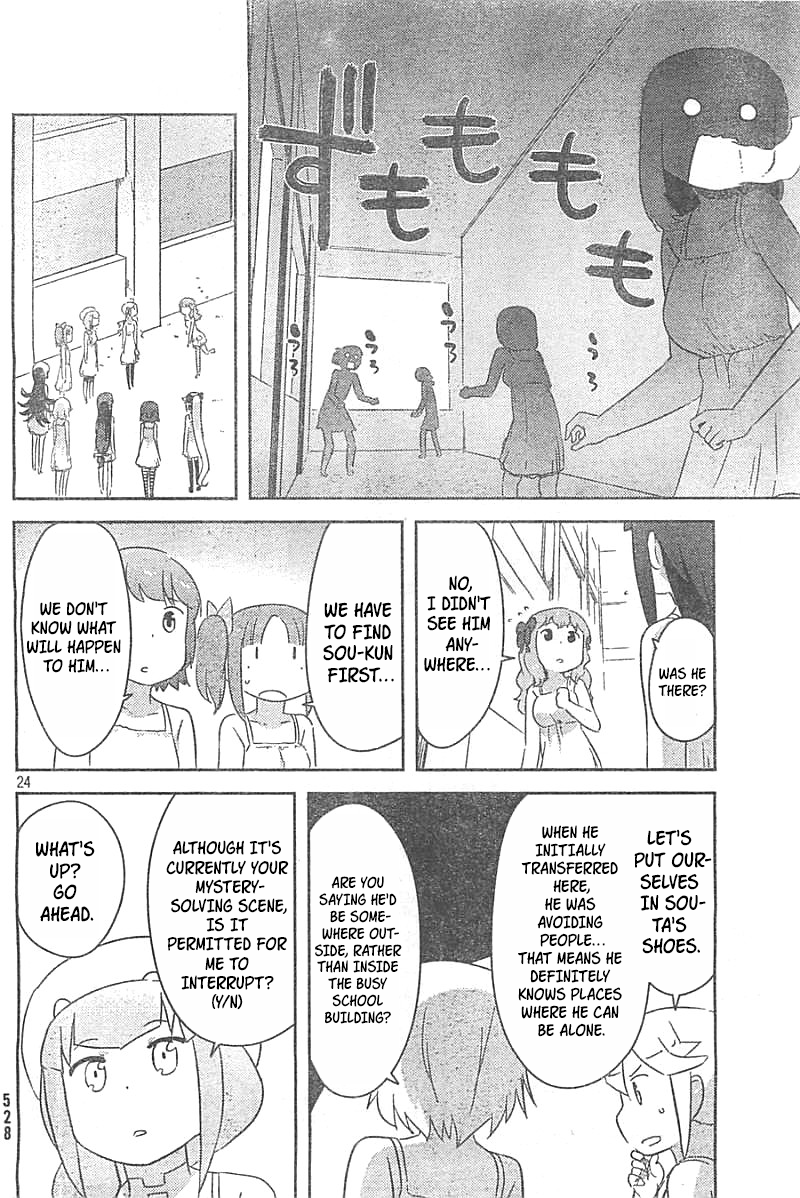 ずももももも
うろ
うろ
うろ
WAS HE
THERE?
NO,
I DIDN'T
SEE HIM
ANY-
WHERE...
WE HAVE
TO FIND
SOU-KUN
FIRST...
WE DON'T
KNOW WHAT
WILL HAPPEN
TO HIM...
24
LET'S
PUT OUR-
SELVES
IN SOU-
TA'S
SHOES.
WHEN HE
INITIALLY
TRANSFERRED
HERE,
HE WAS
AVOIDING
PEOPLE...
THAT MEANS HE
DEFINITELY
KNOWS PLACES
WHERE HE CAN
BE ALONE.
ARE YOU
SAYING HE'D
BE SOME-
WHERE OUT-
SIDE, RATHER
THAN INSIDE
THE BUSY
SCHOOL
BUILDING?
ALTHOUGH IT'S
CURRENTLY YOUR
MYSTERY-
SOLVING SCENE,
IS IT
PERMITTED FOR
ME TO
INTERRUPT?
(Y/N)
WHAT'S
UP?
GO
AHEAD.
528